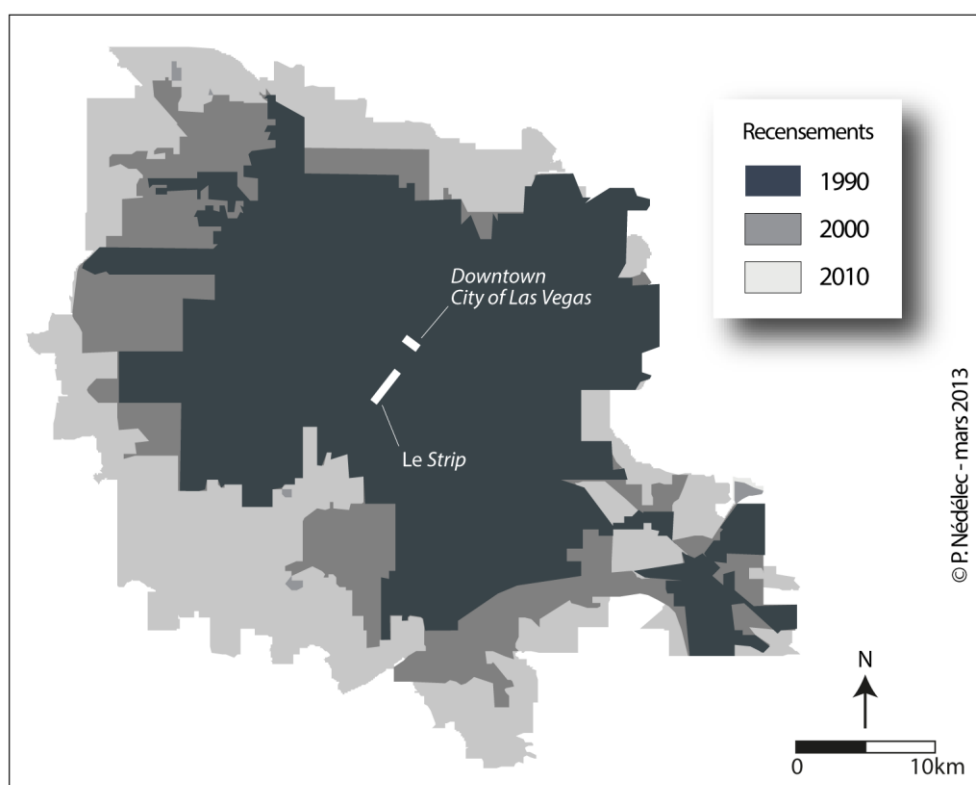 Recensements
1990
2000
2010
Downtown
City of Las Vegas
Le Strip
© P. Nédélec - mars 2013
N
0 10km